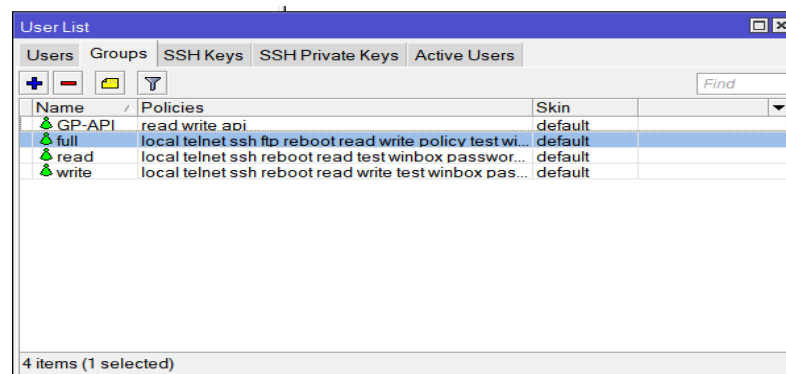 User List
Users Groups SSH Keys SSH Private Keys Active Users
Find
Name Policies Skin
GP-API read write api default
full local telnet ssh ftp reboot read write policy test wi... default
read local telnet ssh reboot read test winbox passwor... default
write local telnet ssh reboot read write test winbox pas... default
4 items (1 selected)